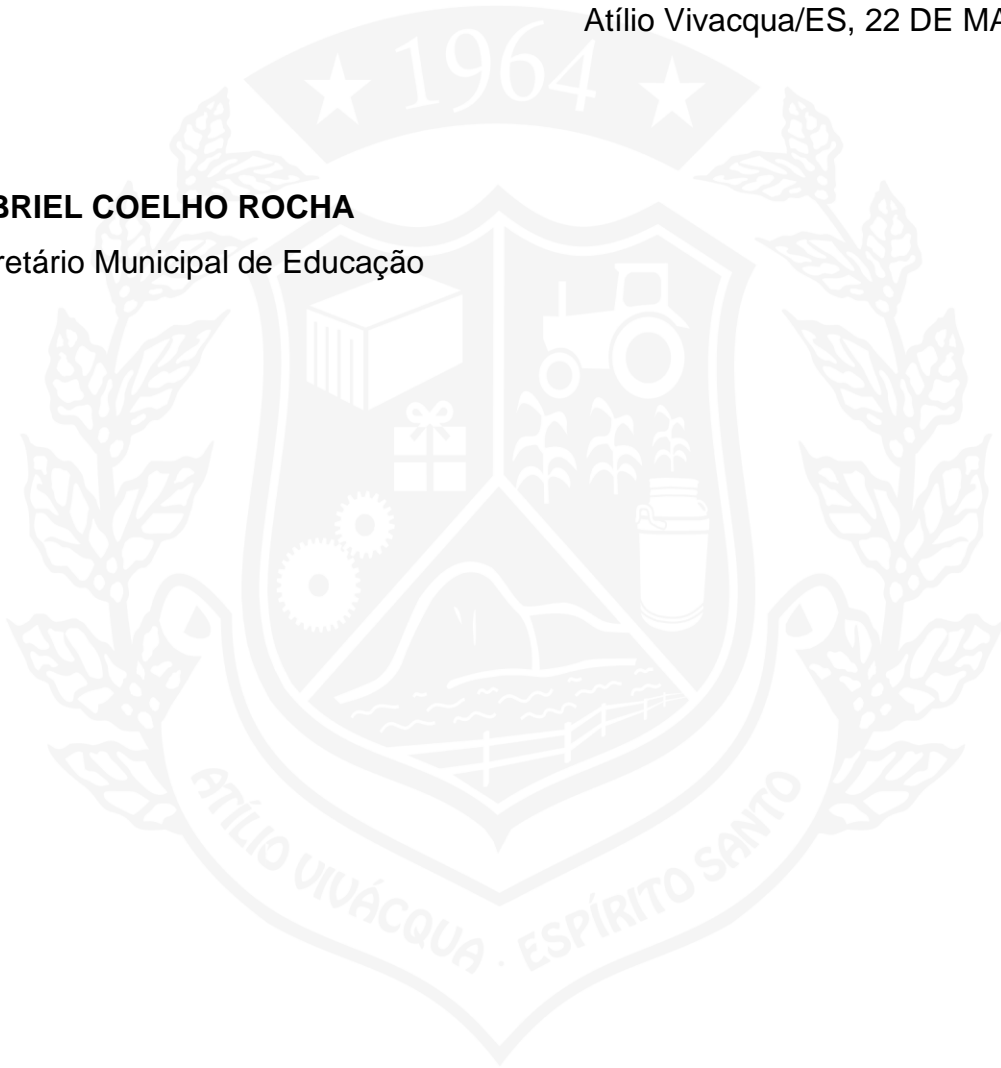 Atílio Vivacqua/ES, 22 DE MA
1964
BRIEL COELHO ROCHA
retário Municipal de Educação
ATÍLIO VIVÁCQUA . ESPÍRITO SANTO